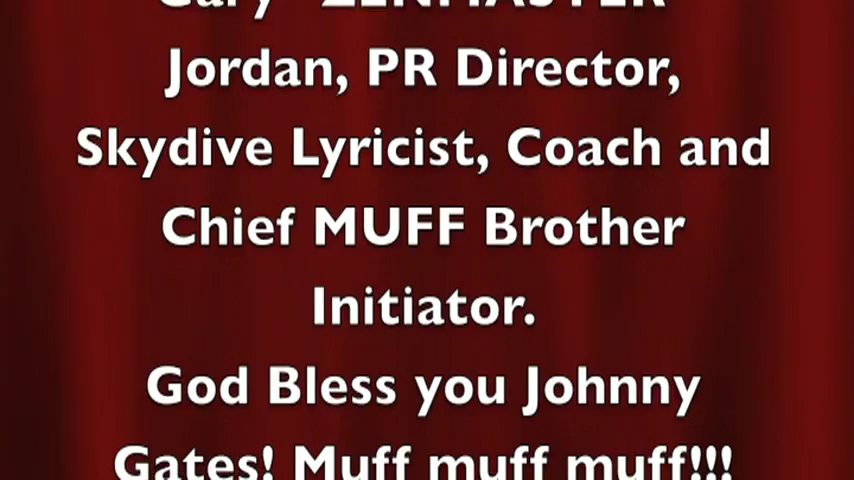 Jordan, PR Director,
Skydive Lyricist, Coach and
Chief MUFF Brother
Initiator.
God Bless you Johnny
Gates! Muff muff muff!!!